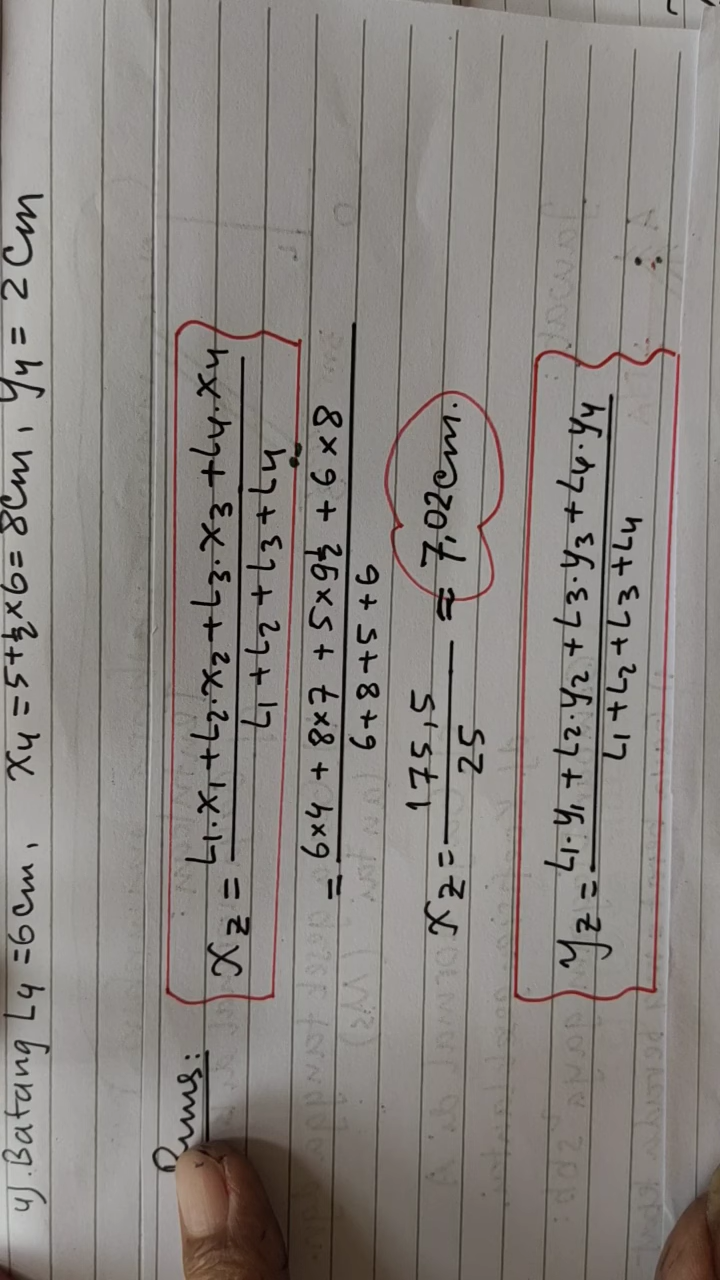 4). Batang L4 = 6cm, x4 = 5+½×6 = 8cm, y4 = 2cm
Rumus:
xz = L1.x1 + L2.x2 + L3.x3 + L4.x4
L1 + L2 + L3 + L4
= 6×4 + 8×7 + 5×9½ + 6×8
6+8+5+6
xz = 175,5
25
≈ 7,02cm.
yz = L1.y1 + L2.y2 + L3.y3 + L4.y4
L1 + L2 + L3 + L4